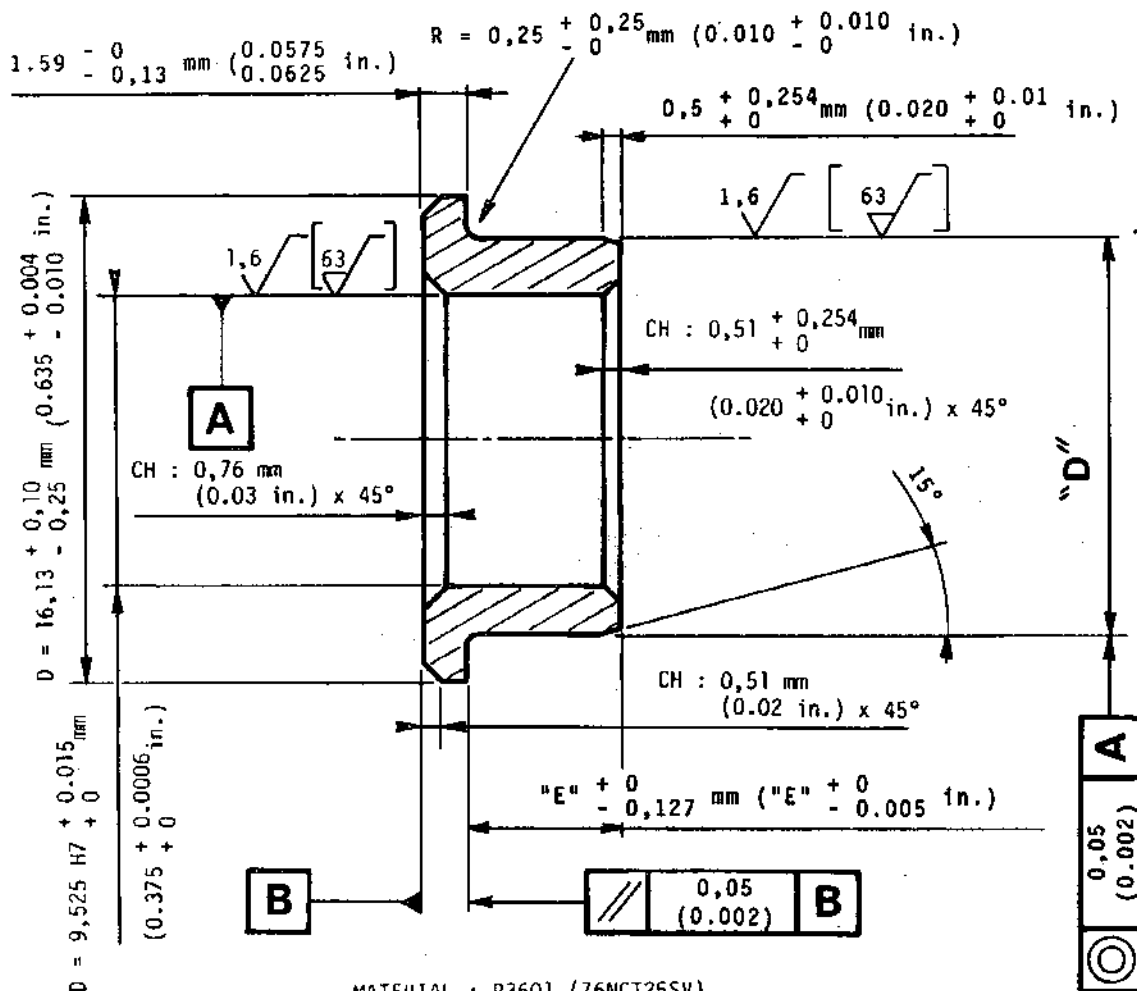 1.59 - 0 - 0,13 mm (0.0575 0.0625 in.)
R = 0,25 + 0,25 - 0 mm (0.010 + 0.010 - 0 in.)
0,5 + 0,254 + 0 mm (0.020 + 0.01 + 0 in.)
1,6 [63]
1,6 [63]
D = 16,13 + 0,10 - 0,25 mm (0.635 + 0.004 - 0.010 in.)
A
CH : 0,51 + 0,254 + 0 mm
(0.020 + 0.010 + 0 in.) x 45°
CH : 0,76 mm
(0.03 in.) x 45°
"D"
15°
CH : 0,51 mm
(0.02 in.) x 45°
D = 9,525 H7 + 0.015 + 0 mm
(0.375 + 0.0006 + 0 in.)
"E" + 0 - 0,127 mm ("E" + 0 - 0.005 in.)
B
// 0,05 (0.002) B
◎ 0,05 (0.002) A